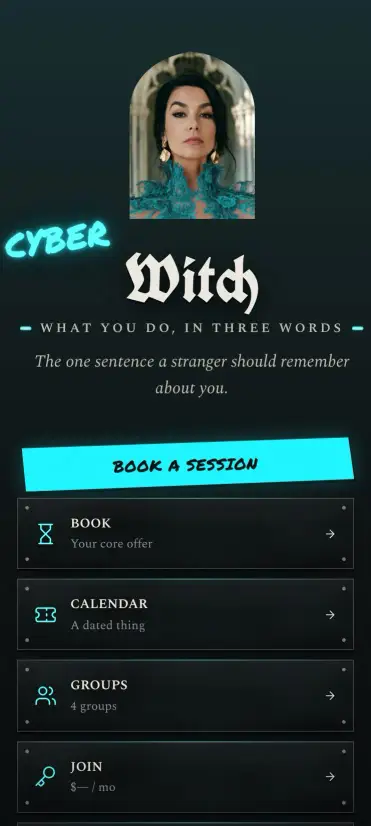 CYBER
Witch
WHAT YOU DO, IN THREE WORDS
The one sentence a stranger should remember
about you.
BOOK A SESSION
BOOK
Your core offer
CALENDAR
A dated thing
GROUPS
4 groups
JOIN
$— / mo